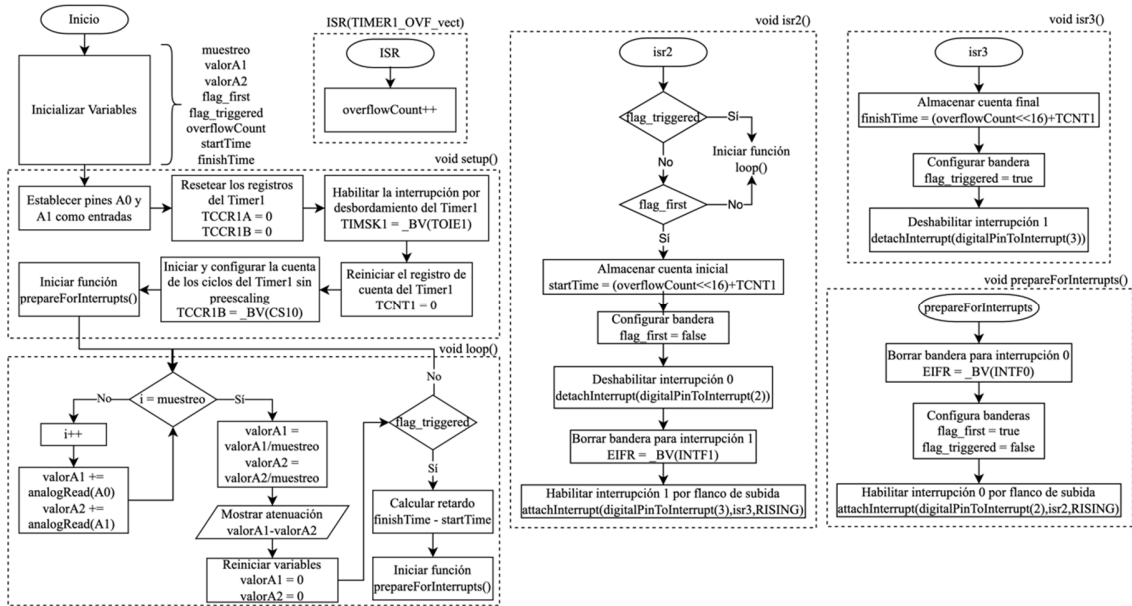 Inicio
Inicializar Variables
muestreo
valorA1
valorA2
flag_first
flag_triggered
overflowCount
startTime
finishTime
ISR(TIMER1_OVF_vect)
ISR
overflowCount++
void setup()
Establecer pines A0 y
A1 como entradas
Resetear los registros
del Timer1
TCCR1A = 0
TCCR1B = 0
Habilitar la interrupción por
desbordamiento del Timer1
TIMSK1 = _BV(TOIE1)
Reiniciar el registro de
cuenta del Timer1
TCNT1 = 0
Iniciar y configurar la cuenta
de los ciclos del Timer1 sin
prescaling
TCCR1B = _BV(CS10)
Iniciar función
prepareForInterrupts()
void loop()
i = muestreo
No
Sí
i++
valorA1 +=
analogRead(A0)
valorA2 +=
analogRead(A1)
valorA1 =
valorA1/muestreo
valorA2 =
valorA2/muestreo
Mostrar atenuación
valorA1-valorA2
Reiniciar variables
valorA1 = 0
valorA2 = 0
No
flag_triggered
Sí
Calcular retardo
finishTime - startTime
Iniciar función
prepareForInterrupts()
void isr2()
isr2
flag_triggered
Sí
Iniciar función
loop()
No
flag_first
No
Sí
Almacenar cuenta inicial
startTime = (overflowCount<<16)+TCNT1
Configurar bandera
flag_first = false
Deshabilitar interrupción 0
detachInterrupt(digitalPinToInterrupt(2))
Borrar bandera para interrupción 1
EIFR = _BV(INTF1)
Habilitar interrupción 1 por flanco de subida
attachInterrupt(digitalPinToInterrupt(3),isr3,RISING)
void isr3()
isr3
Almacenar cuenta final
finishTime = (overflowCount<<16)+TCNT1
Configurar bandera
flag_triggered = true
Deshabilitar interrupción 1
detachInterrupt(digitalPinToInterrupt(3))
void prepareForInterrupts()
prepareForInterrupts
Borrar bandera para interrupción 0
EIFR = _BV(INTF0)
Configura banderas
flag_first = true
flag_triggered = false
Habilitar interrupción 0 por flanco de subida
attachInterrupt(digitalPinToInterrupt(2),isr2,RISING)